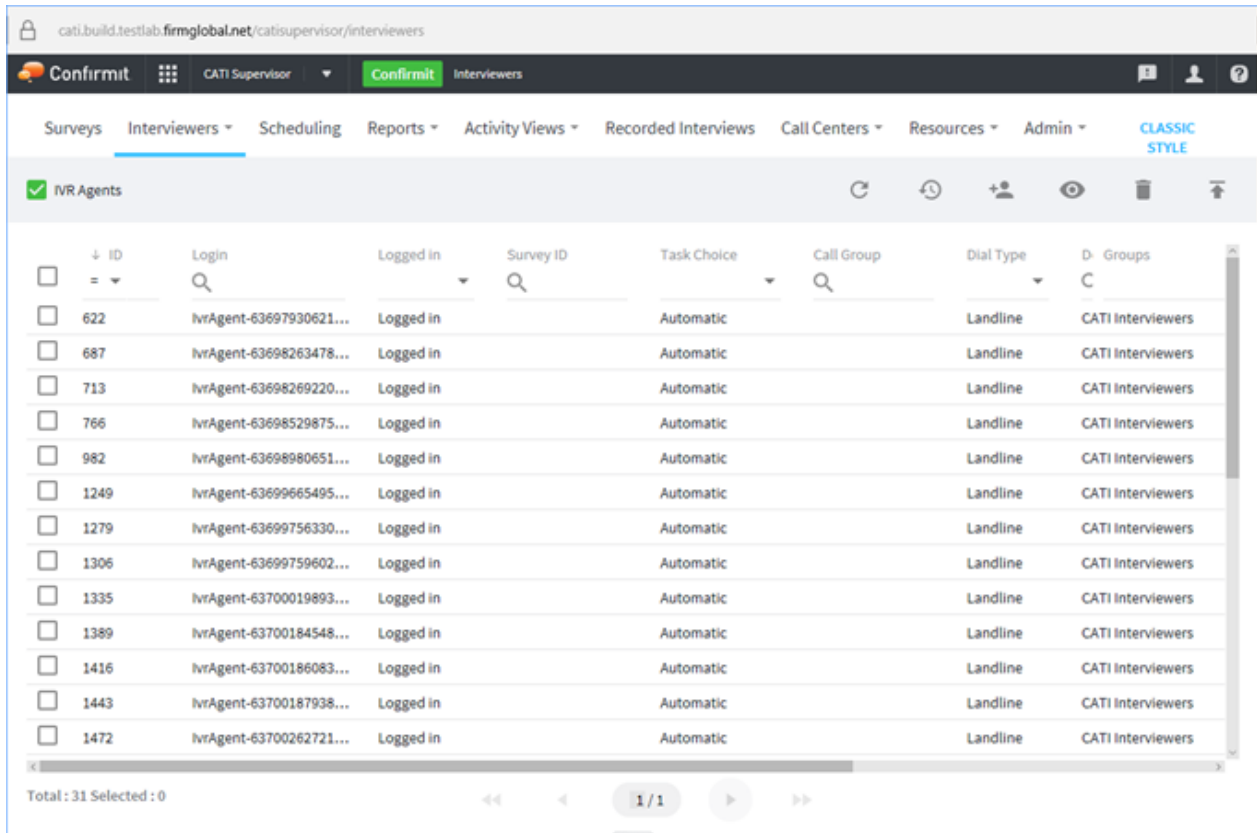 cati.build.testlab.firmglobal.net/catisupervisor/interviewers
Confirmit CATI Supervisor Confirmit Interviewers
Surveys Interviewers Scheduling Reports Activity Views Recorded Interviews Call Centers Resources Admin CLASSIC STYLE
IVR Agents
ID Login Logged in Survey ID Task Choice Call Group Dial Type D Groups
=
622 IvrAgent-63697930621... Logged in Automatic Landline CATI Interviewers
687 IvrAgent-63698263478... Logged in Automatic Landline CATI Interviewers
713 IvrAgent-63698269220... Logged in Automatic Landline CATI Interviewers
766 IvrAgent-63698529875... Logged in Automatic Landline CATI Interviewers
982 IvrAgent-63698980651... Logged in Automatic Landline CATI Interviewers
1249 IvrAgent-63699665495... Logged in Automatic Landline CATI Interviewers
1279 IvrAgent-63699756330... Logged in Automatic Landline CATI Interviewers
1306 IvrAgent-63699759602... Logged in Automatic Landline CATI Interviewers
1335 IvrAgent-63700019893... Logged in Automatic Landline CATI Interviewers
1389 IvrAgent-63700184548... Logged in Automatic Landline CATI Interviewers
1416 IvrAgent-63700186083... Logged in Automatic Landline CATI Interviewers
1443 IvrAgent-63700187938... Logged in Automatic Landline CATI Interviewers
1472 IvrAgent-63700262721... Logged in Automatic Landline CATI Interviewers
Total : 31 Selected : 0 1 / 1